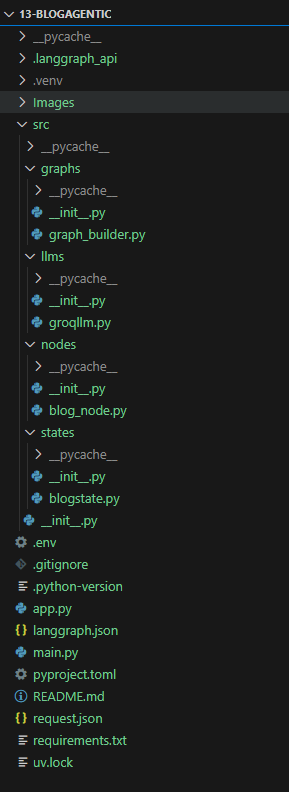 13-BLOGAGENTIC
__pycache__
.langgraph_api
.venv
Images
src
__pycache__
graphs
__pycache__
__init__.py
graph_builder.py
llms
__pycache__
__init__.py
groqllm.py
nodes
__pycache__
__init__.py
blog_node.py
states
__pycache__
__init__.py
blogstate.py
__init__.py
.env
.gitignore
.python-version
app.py
langgraph.json
main.py
pyproject.toml
README.md
request.json
requirements.txt
uv.lock